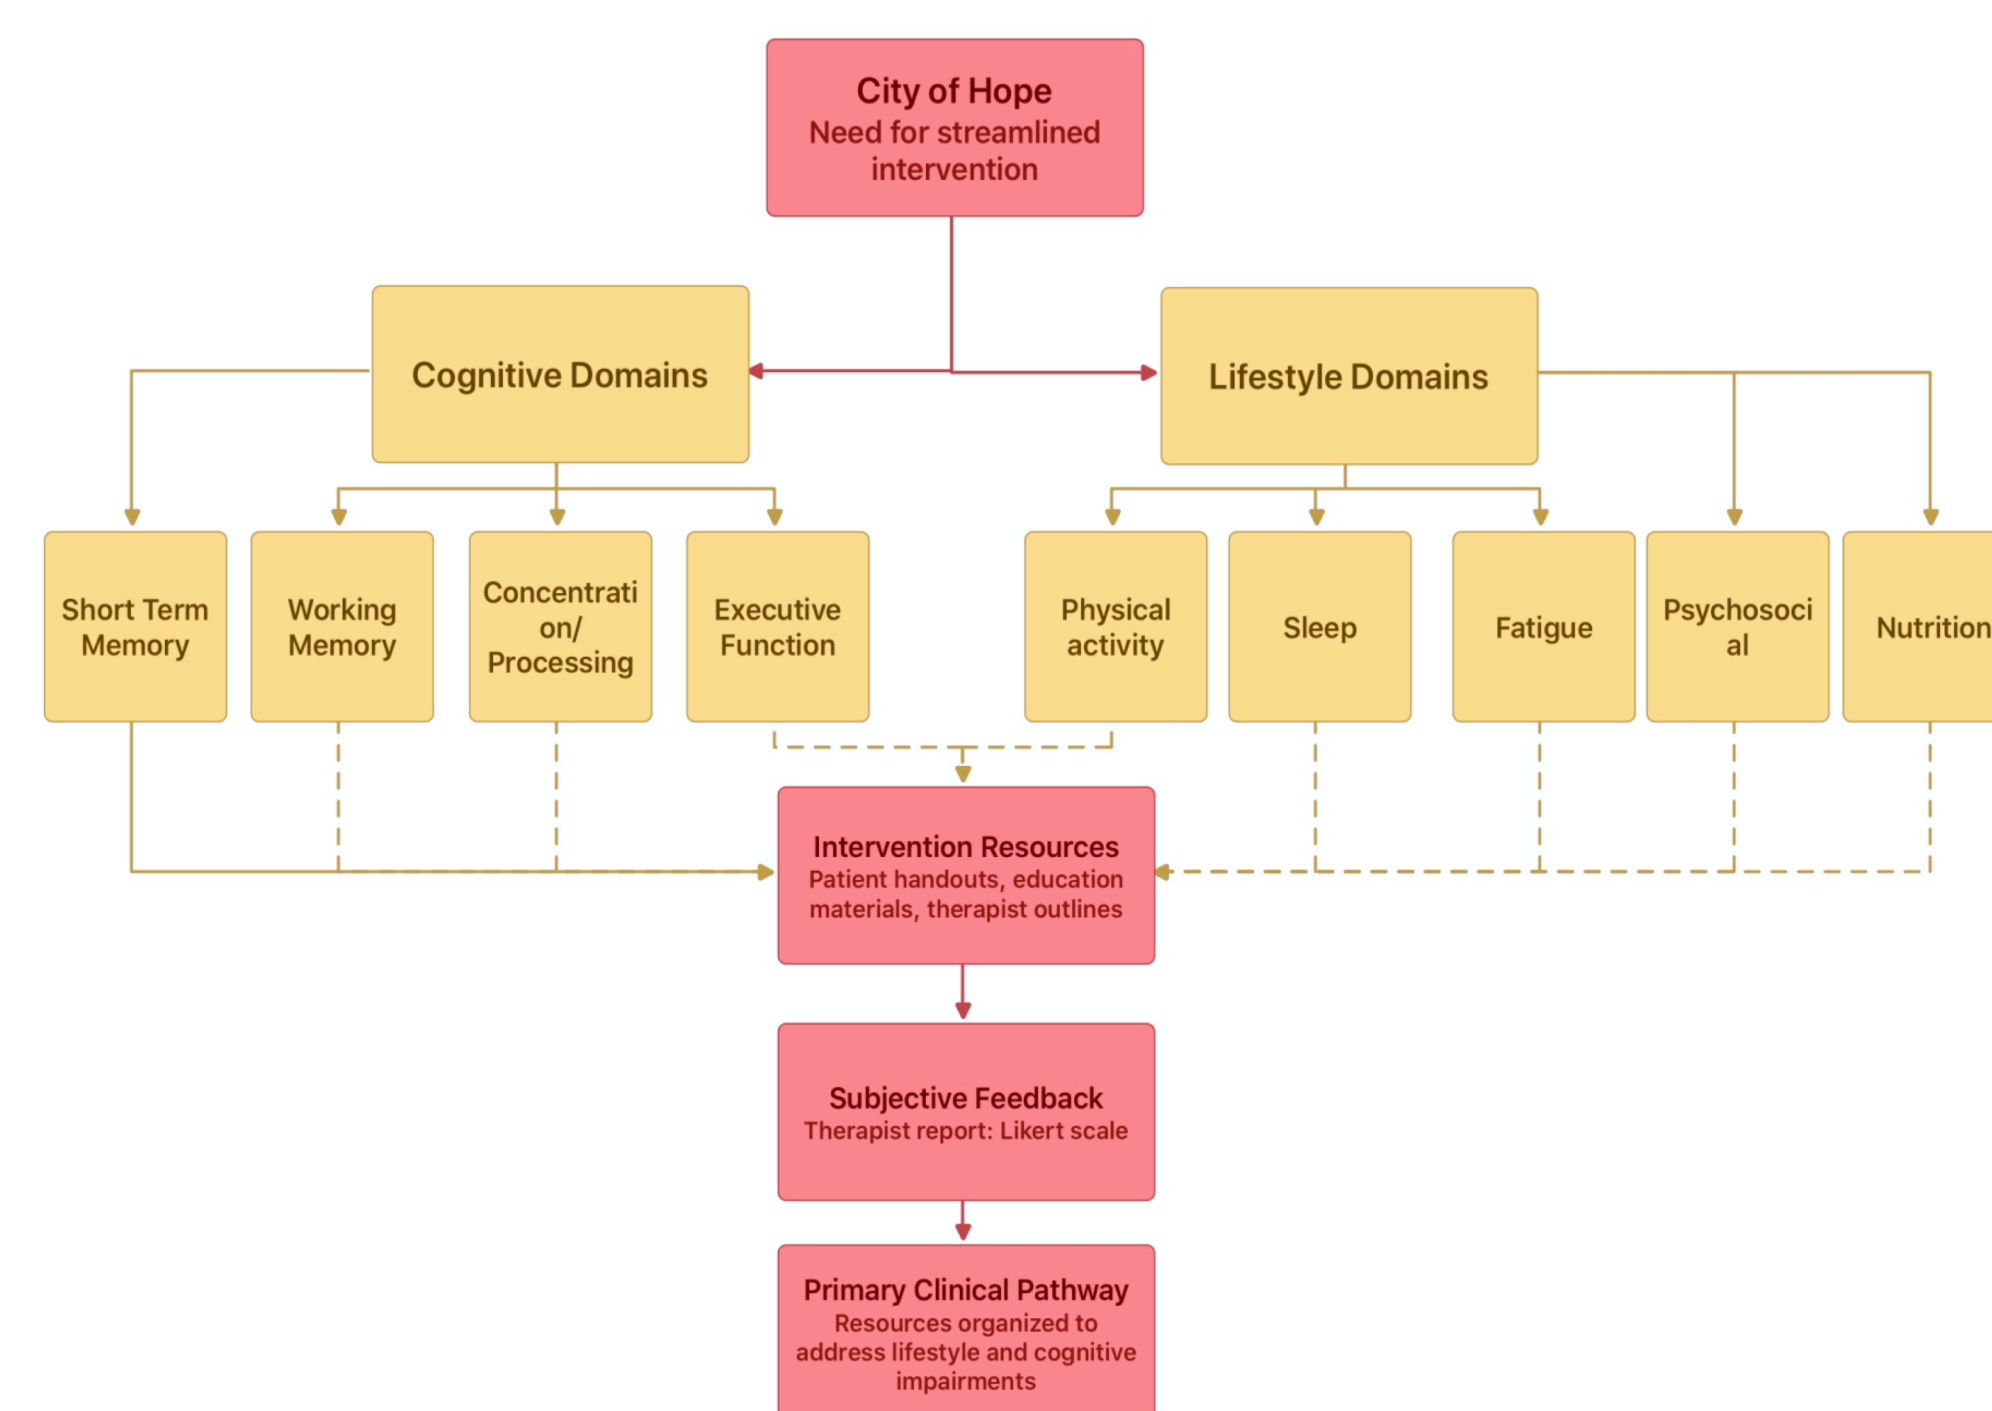 City of Hope
Need for streamlined
intervention
Cognitive Domains
Lifestyle Domains
Short Term
Memory
Working
Memory
Concentrati
on/
Processing
Executive
Function
Physical
activity
Sleep
Fatigue
Psychosoci
al
Nutrition
Intervention Resources
Patient handouts, education
materials, therapist outlines
Subjective Feedback
Therapist report: Likert scale
Primary Clinical Pathway
Resources organized to
address lifestyle and cognitive
impairments